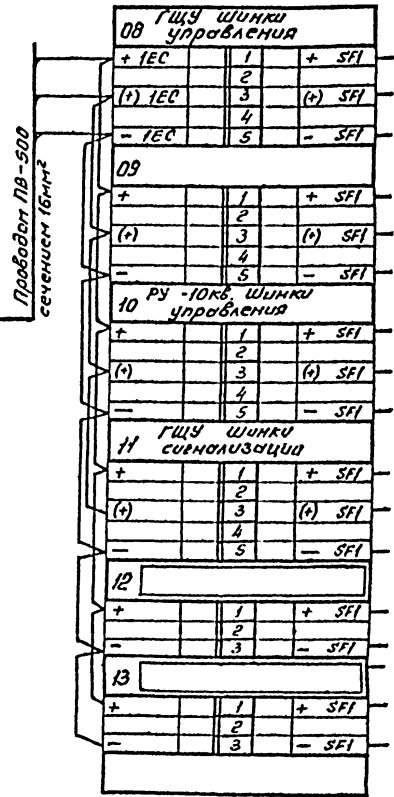 Проводом ПВ-500
сечением 16мм²
08 ГЩУ шинки
управления
+ 1ЕС 1 + SF1
2
(+) 1ЕС 3 (+) SF1
4
- 1ЕС 5 - SF1
09
+ 1 + SF1
2
(+) 3 (+) SF1
4
- 5 - SF1
10 РУ-10кв. Шинки
управления
+ 1 + SF1
2
(+) 3 (+) SF1
4
- 5 - SF1
11 ГЩУ шинки
сигнализации
+ 1 + SF1
2
(+) 3 (+) SF1
4
- 5 - SF1
12
+ 1 + SF1
2
- 3 - SF1
13
+ 1 + SF1
2
- 3 - SF1